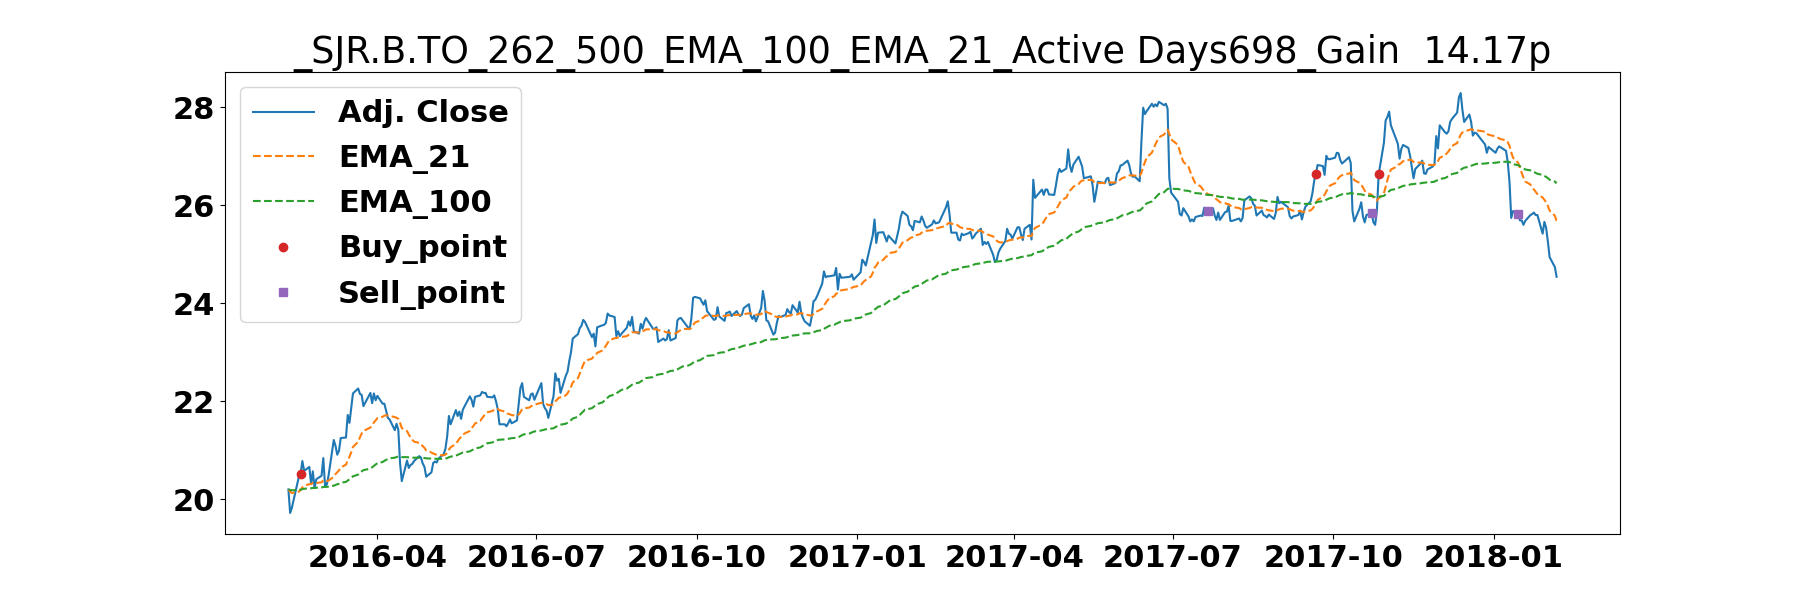 _SJR.B.TO_262_500_EMA_100_EMA_21_Active Days698_Gain  14.17p
28
26
24
22
20
Adj. Close
EMA_21
EMA_100
Buy_point
Sell_point
2016-04 2016-07 2016-10 2017-01 2017-04 2017-07 2017-10 2018-01